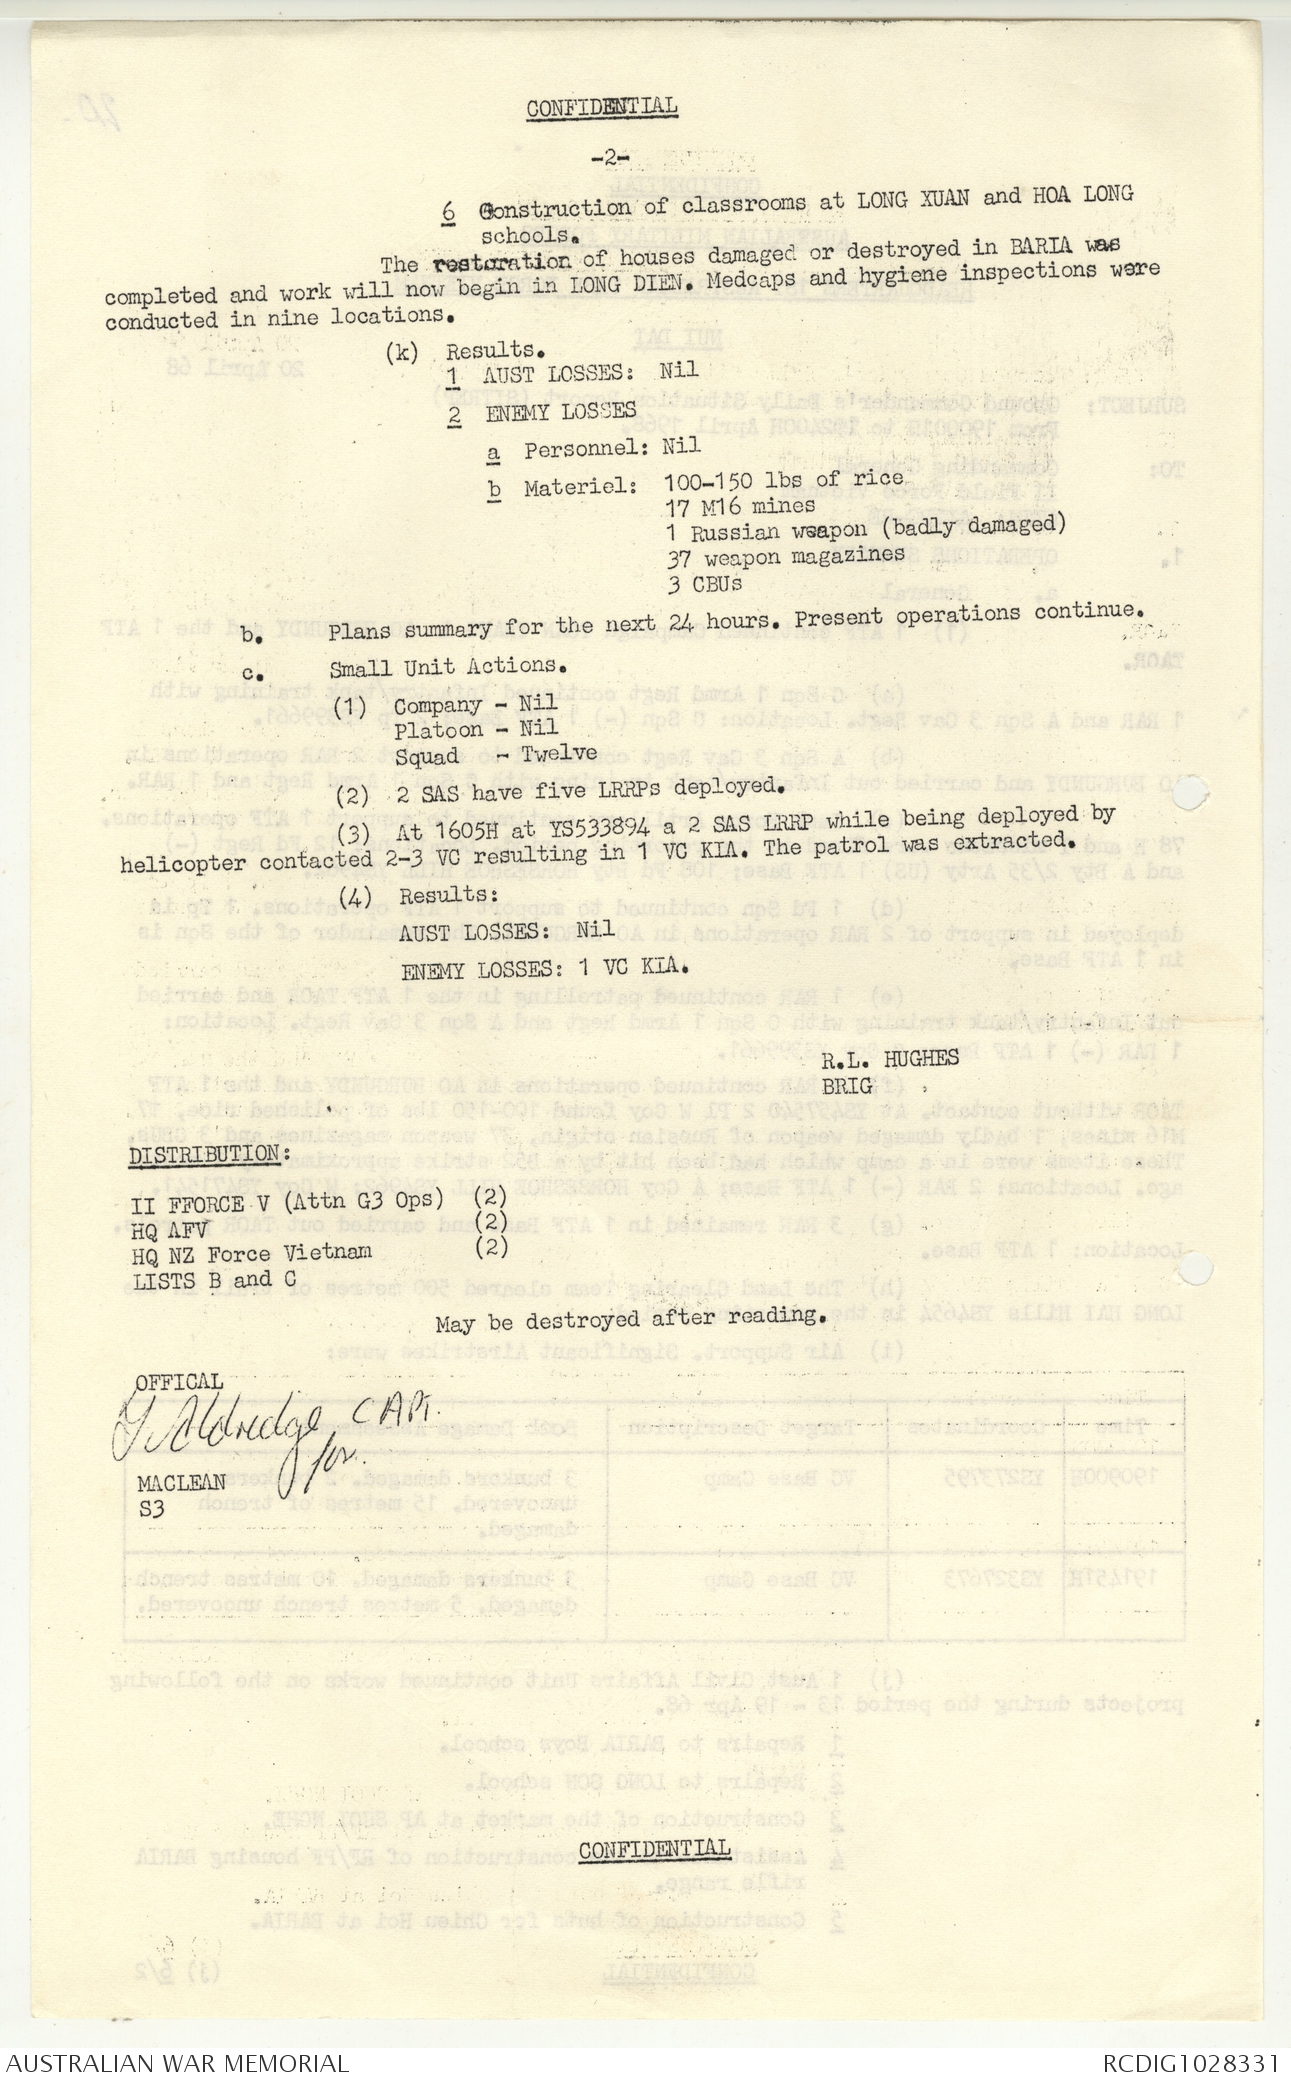 CONFIDENTIAL
-2-
6 Construction of classrooms at LONG XUAN and HOA LONG
schools.
The restoration of houses damaged or destroyed in BARIA was
completed and work will now begin in LONG DIEN. Medcaps and hygiene inspections were
conducted in nine locations.
(k) Results.
1 AUST LOSSES: Nil
2 ENEMY LOSSES
a Personnel: Nil
b Materiel: 100-150 lbs of rice
17 M16 mines
1 Russian weapon (badly damaged)
37 weapon magazines
3 CBUs
b. Plans summary for the next 24 hours. Present operations continue.
c. Small Unit Actions.
(1) Company - Nil
Platoon - Nil
Squad - Twelve
(2) 2 SAS have five LRRPs deployed.
(3) At 1605H at YS533894 a 2 SAS LRRP while being deployed by
helicopter contacted 2-3 VC resulting in 1 VC KIA. The patrol was extracted.
(4) Results:
AUST LOSSES: Nil
ENEMY LOSSES: 1 VC KIA.
R.L. HUGHES
BRIG
DISTRIBUTION:
II FFORCE V (Attn G3 Ops) (2)
HQ AFV (2)
HQ NZ Force Vietnam (2)
LISTS B and C
May be destroyed after reading.
OFFICAL
Aldredge CAPT.
for.
MACLEAN
S3
CONFIDENTIAL
AUSTRALIAN WAR MEMORIAL
RCDIG1028331